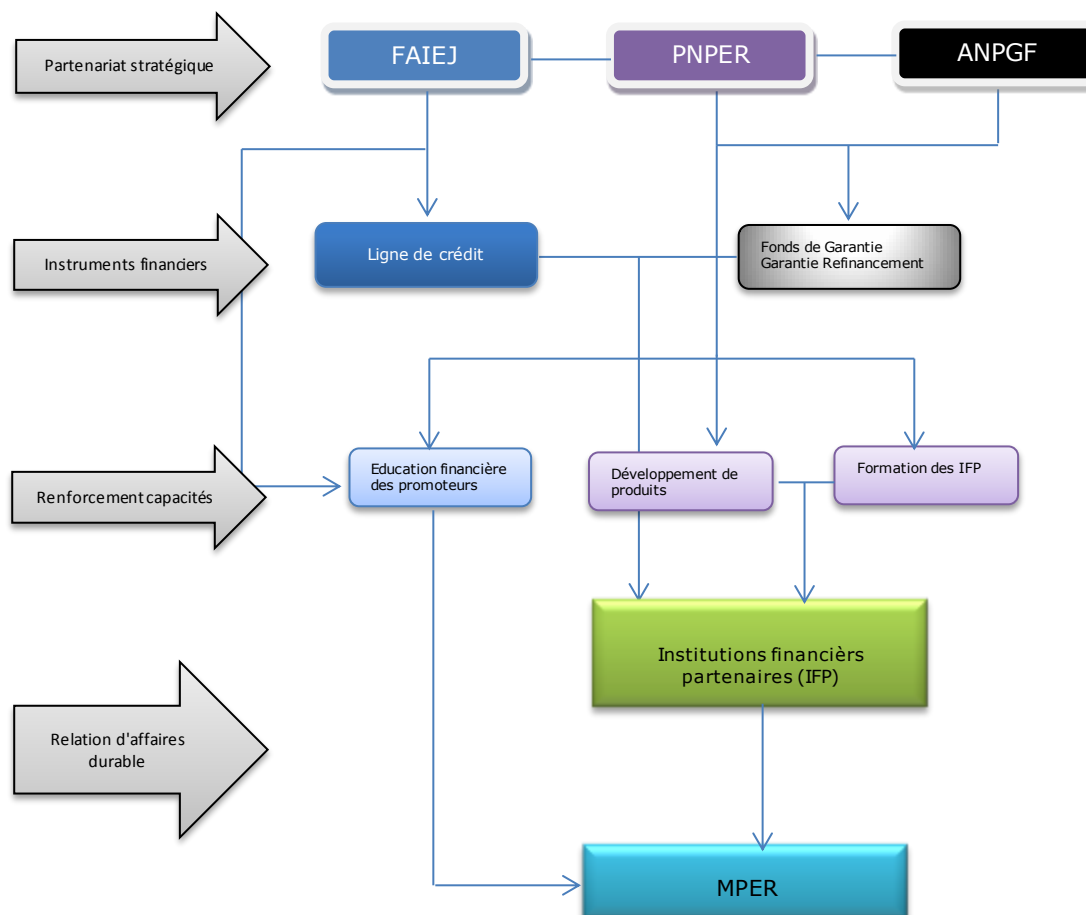 Partenariat stratégique
FAIEJ
PNPER
ANPGF
Instruments financiers
Ligne de crédit
Fonds de Garantie
Garantie Refinancement
Renforcement capacités
Education financière
des promoteurs
Développement de
produits
Formation des IFP
Institutions financièrs
partenaires (IFP)
Relation d'affaires
durable
MPER